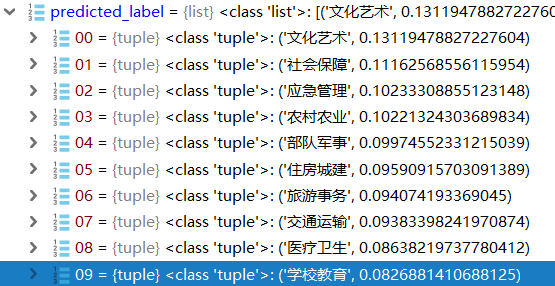 predicted_label = {list} <class 'list'>: [('文化艺术', 0.1311947882722760
00 = {tuple} <class 'tuple'>: ('文化艺术', 0.13119478827227604)
01 = {tuple} <class 'tuple'>: ('社会保障', 0.11162568556115954)
02 = {tuple} <class 'tuple'>: ('应急管理', 0.10233308855123148)
03 = {tuple} <class 'tuple'>: ('农村农业', 0.10221324303689834)
04 = {tuple} <class 'tuple'>: ('部队军事', 0.09974552331215039)
05 = {tuple} <class 'tuple'>: ('住房城建', 0.09590915703091389)
06 = {tuple} <class 'tuple'>: ('旅游事务', 0.094074193369045)
07 = {tuple} <class 'tuple'>: ('交通运输', 0.09383398241970874)
08 = {tuple} <class 'tuple'>: ('医疗卫生', 0.08638219737780412)
09 = {tuple} <class 'tuple'>: ('学校教育', 0.0826881410688125)